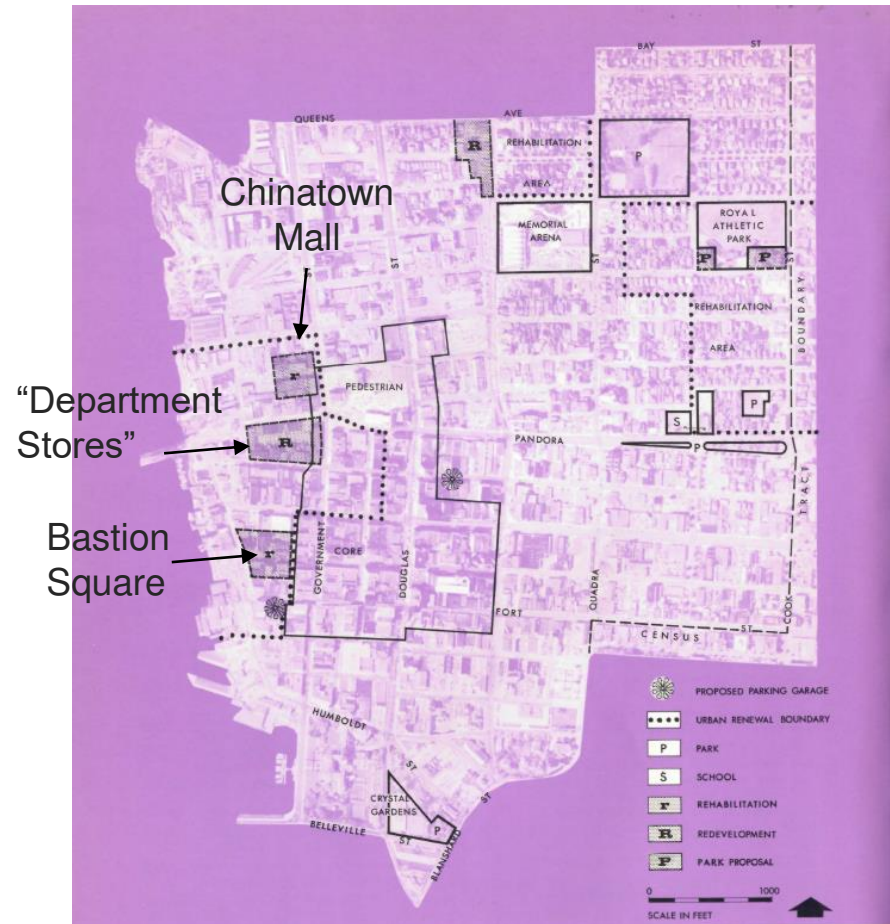 BAY ST
QUEENS AVE
R
REHABILITATION
AREA
P
Chinatown
Mall
MEMORIAL
ARENA
ROYAL
ATHLETIC
PARK
P
P
ST
ST
ST
ST
BOUNDARY
REHABILITATION
AREA
r
PEDESTRIAN
“Department
Stores”
R
S
P
PANDORA
P
TRACT
Bastion
Square
r
GOVERNMENT
CORE
DOUGLAS
QUADRA
COOK
FORT ST
CENSUS
HUMBOLDT
ST
CRYSTAL
GARDENS
P
BELLEVILLE ST
BLANSHARD ST
PROPOSED PARKING GARAGE
URBAN RENEWAL BOUNDARY
P PARK
S SCHOOL
r REHABILITATION
R REDEVELOPMENT
P PARK PROPOSAL
0 1000
SCALE IN FEET